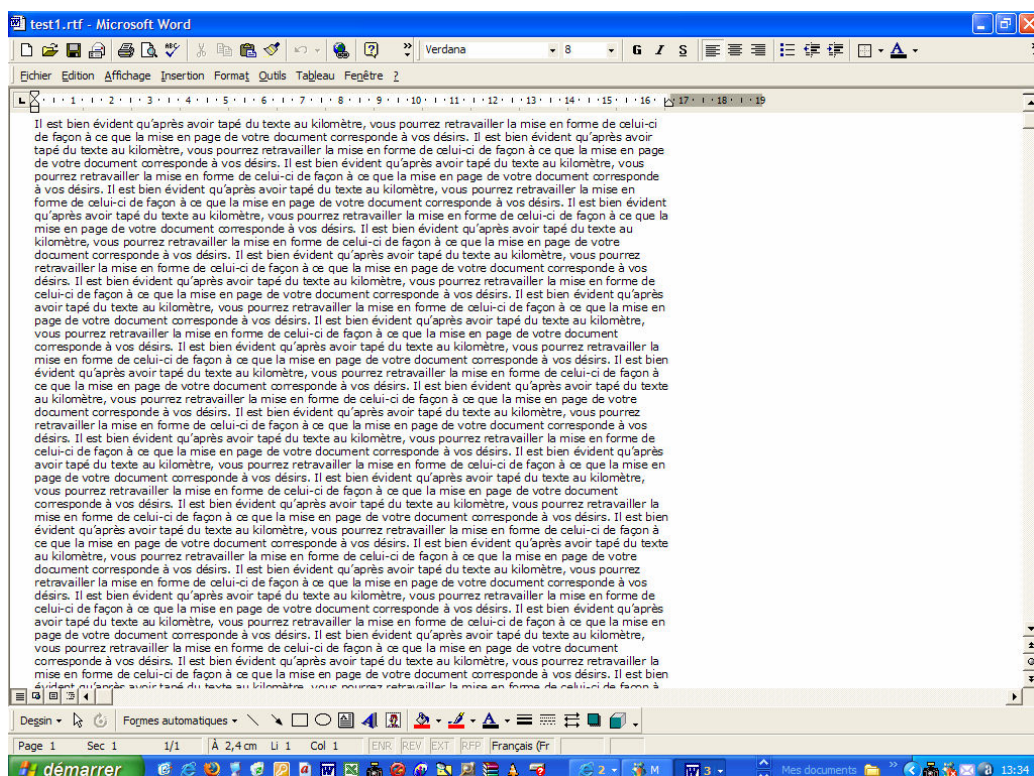 test1.rtf - Microsoft Word
Verdana 8 G I S
Fichier Edition Affichage Insertion Format Outils Tableau Fenêtre ?
1 2 3 4 5 6 7 8 9 10 11 12 13 14 15 16 17 18 19
Il est bien évident qu'après avoir tapé du texte au kilomètre, vous pourrez retravailler la mise en forme de celui-ci
de façon à ce que la mise en page de votre document corresponde à vos désirs. Il est bien évident qu'après avoir
tapé du texte au kilomètre, vous pourrez retravailler la mise en forme de celui-ci de façon à ce que la mise en page
de votre document corresponde à vos désirs. Il est bien évident qu'après avoir tapé du texte au kilomètre, vous
pourrez retravailler la mise en forme de celui-ci de façon à ce que la mise en page de votre document corresponde
à vos désirs. Il est bien évident qu'après avoir tapé du texte au kilomètre, vous pourrez retravailler la mise en
forme de celui-ci de façon à ce que la mise en page de votre document corresponde à vos désirs. Il est bien évident
qu'après avoir tapé du texte au kilomètre, vous pourrez retravailler la mise en forme de celui-ci de façon à ce que la
mise en page de votre document corresponde à vos désirs. Il est bien évident qu'après avoir tapé du texte au
kilomètre, vous pourrez retravailler la mise en forme de celui-ci de façon à ce que la mise en page de votre
document corresponde à vos désirs. Il est bien évident qu'après avoir tapé du texte au kilomètre, vous pourrez
retravailler la mise en forme de celui-ci de façon à ce que la mise en page de votre document corresponde à vos
désirs. Il est bien évident qu'après avoir tapé du texte au kilomètre, vous pourrez retravailler la mise en forme de
celui-ci de façon à ce que la mise en page de votre document corresponde à vos désirs. Il est bien évident qu'après
avoir tapé du texte au kilomètre, vous pourrez retravailler la mise en forme de celui-ci de façon à ce que la mise en
page de votre document corresponde à vos désirs. Il est bien évident qu'après avoir tapé du texte au kilomètre,
vous pourrez retravailler la mise en forme de celui-ci de façon à ce que la mise en page de votre document
corresponde à vos désirs. Il est bien évident qu'après avoir tapé du texte au kilomètre, vous pourrez retravailler la
mise en forme de celui-ci de façon à ce que la mise en page de votre document corresponde à vos désirs. Il est bien
évident qu'après avoir tapé du texte au kilomètre, vous pourrez retravailler la mise en forme de celui-ci de façon à
ce que la mise en page de votre document corresponde à vos désirs. Il est bien évident qu'après avoir tapé du texte
au kilomètre, vous pourrez retravailler la mise en forme de celui-ci de façon à ce que la mise en page de votre
document corresponde à vos désirs. Il est bien évident qu'après avoir tapé du texte au kilomètre, vous pourrez
retravailler la mise en forme de celui-ci de façon à ce que la mise en page de votre document corresponde à vos
désirs. Il est bien évident qu'après avoir tapé du texte au kilomètre, vous pourrez retravailler la mise en forme de
celui-ci de façon à ce que la mise en page de votre document corresponde à vos désirs. Il est bien évident qu'après
avoir tapé du texte au kilomètre, vous pourrez retravailler la mise en forme de celui-ci de façon à ce que la mise en
page de votre document corresponde à vos désirs. Il est bien évident qu'après avoir tapé du texte au kilomètre,
vous pourrez retravailler la mise en forme de celui-ci de façon à ce que la mise en page de votre document
corresponde à vos désirs. Il est bien évident qu'après avoir tapé du texte au kilomètre, vous pourrez retravailler la
mise en forme de celui-ci de façon à ce que la mise en page de votre document corresponde à vos désirs. Il est bien
évident qu'après avoir tapé du texte au kilomètre, vous pourrez retravailler la mise en forme de celui-ci de façon à
ce que la mise en page de votre document corresponde à vos désirs. Il est bien évident qu'après avoir tapé du texte
au kilomètre, vous pourrez retravailler la mise en forme de celui-ci de façon à ce que la mise en page de votre
document corresponde à vos désirs. Il est bien évident qu'après avoir tapé du texte au kilomètre, vous pourrez
retravailler la mise en forme de celui-ci de façon à ce que la mise en page de votre document corresponde à vos
désirs. Il est bien évident qu'après avoir tapé du texte au kilomètre, vous pourrez retravailler la mise en forme de
celui-ci de façon à ce que la mise en page de votre document corresponde à vos désirs. Il est bien évident qu'après
avoir tapé du texte au kilomètre, vous pourrez retravailler la mise en forme de celui-ci de façon à ce que la mise en
page de votre document corresponde à vos désirs. Il est bien évident qu'après avoir tapé du texte au kilomètre,
vous pourrez retravailler la mise en forme de celui-ci de façon à ce que la mise en page de votre document
corresponde à vos désirs. Il est bien évident qu'après avoir tapé du texte au kilomètre, vous pourrez retravailler la
mise en forme de celui-ci de façon à ce que la mise en page de votre document corresponde à vos désirs. Il est bien
évident qu'après avoir tapé du texte au kilomètre, vous pourrez retravailler la mise en forme de celui-ci de façon à
Dessin Formes automatiques
Page 1 Sec 1 1/1 À 2,4 cm Li 1 Col 1 ENR REV EXT RFP Français (Fr
démarrer 2 M 3 Mes documents » 13:34